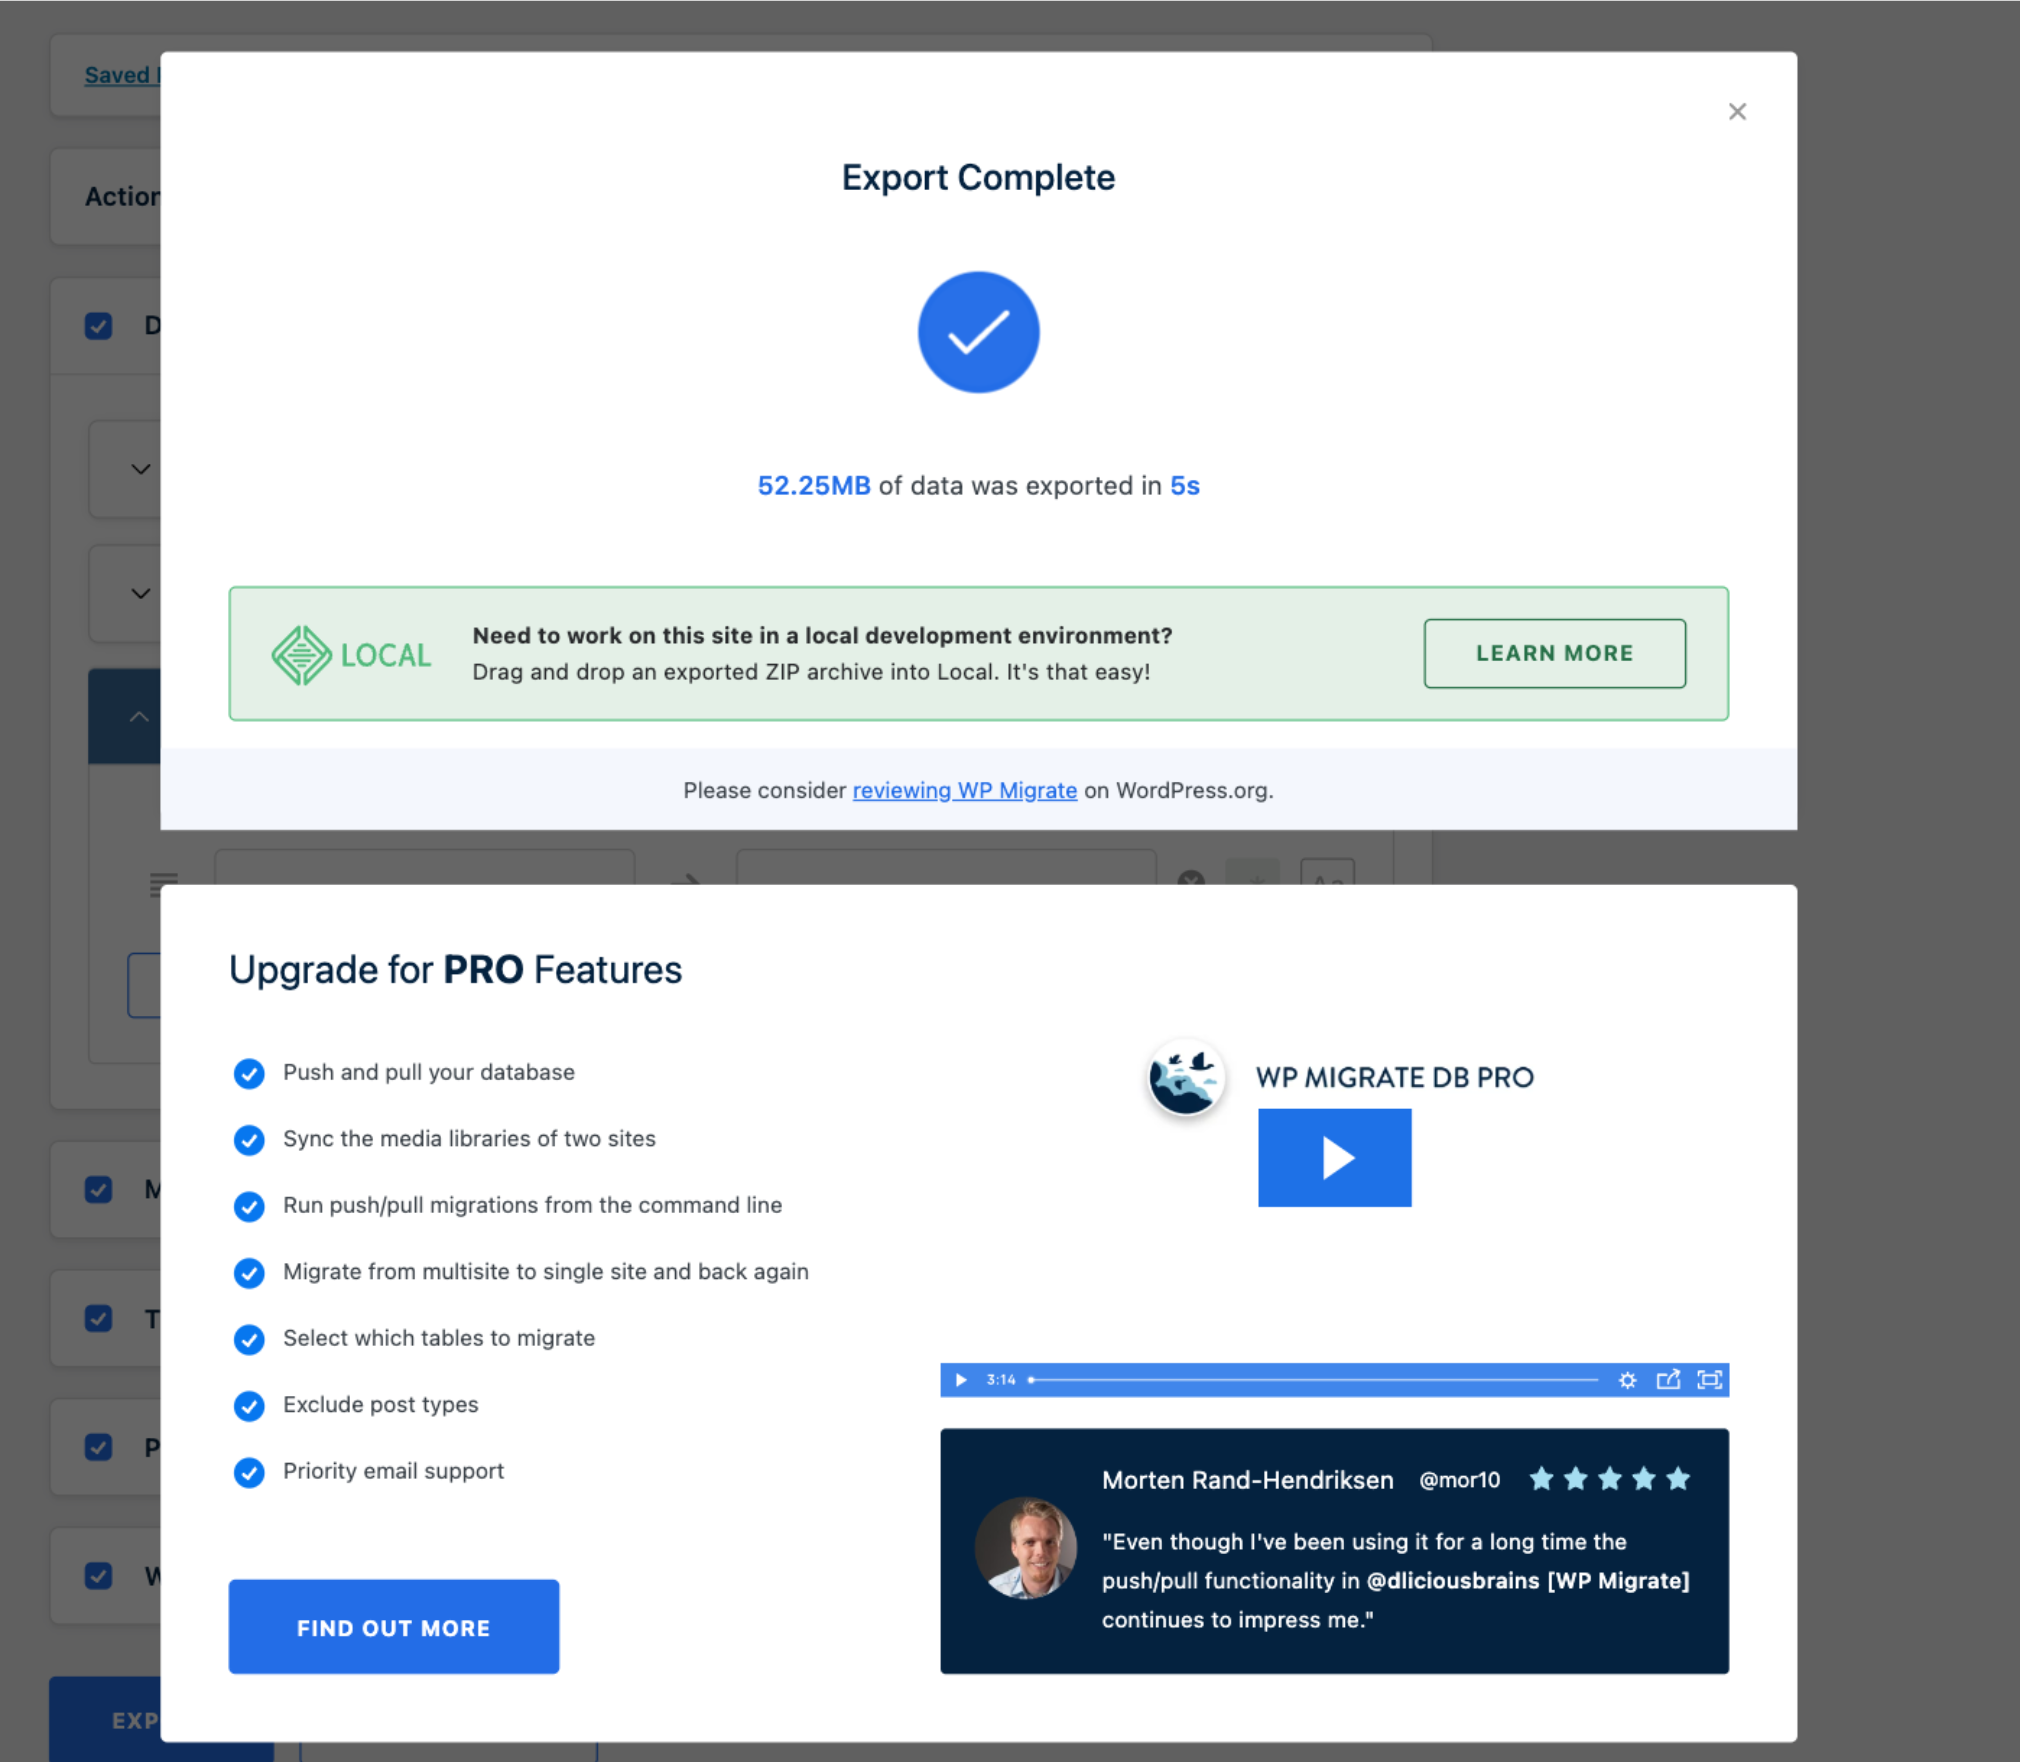 Saved
Export Complete
Action
D
52.25MB of data was exported in 5s
LOCAL
Need to work on this site in a local development environment?
Drag and drop an exported ZIP archive into Local. It's that easy!
LEARN MORE
Please consider reviewing WP Migrate on WordPress.org.
Upgrade for PRO Features
Push and pull your database
Sync the media libraries of two sites
Run push/pull migrations from the command line
Migrate from multisite to single site and back again
Select which tables to migrate
Exclude post types
Priority email support
FIND OUT MORE
WP MIGRATE DB PRO
3:14
Morten Rand-Hendriksen @mor10
"Even though I've been using it for a long time the
push/pull functionality in @dliciousbrains [WP Migrate]
continues to impress me."
M
T
P
W
EXP